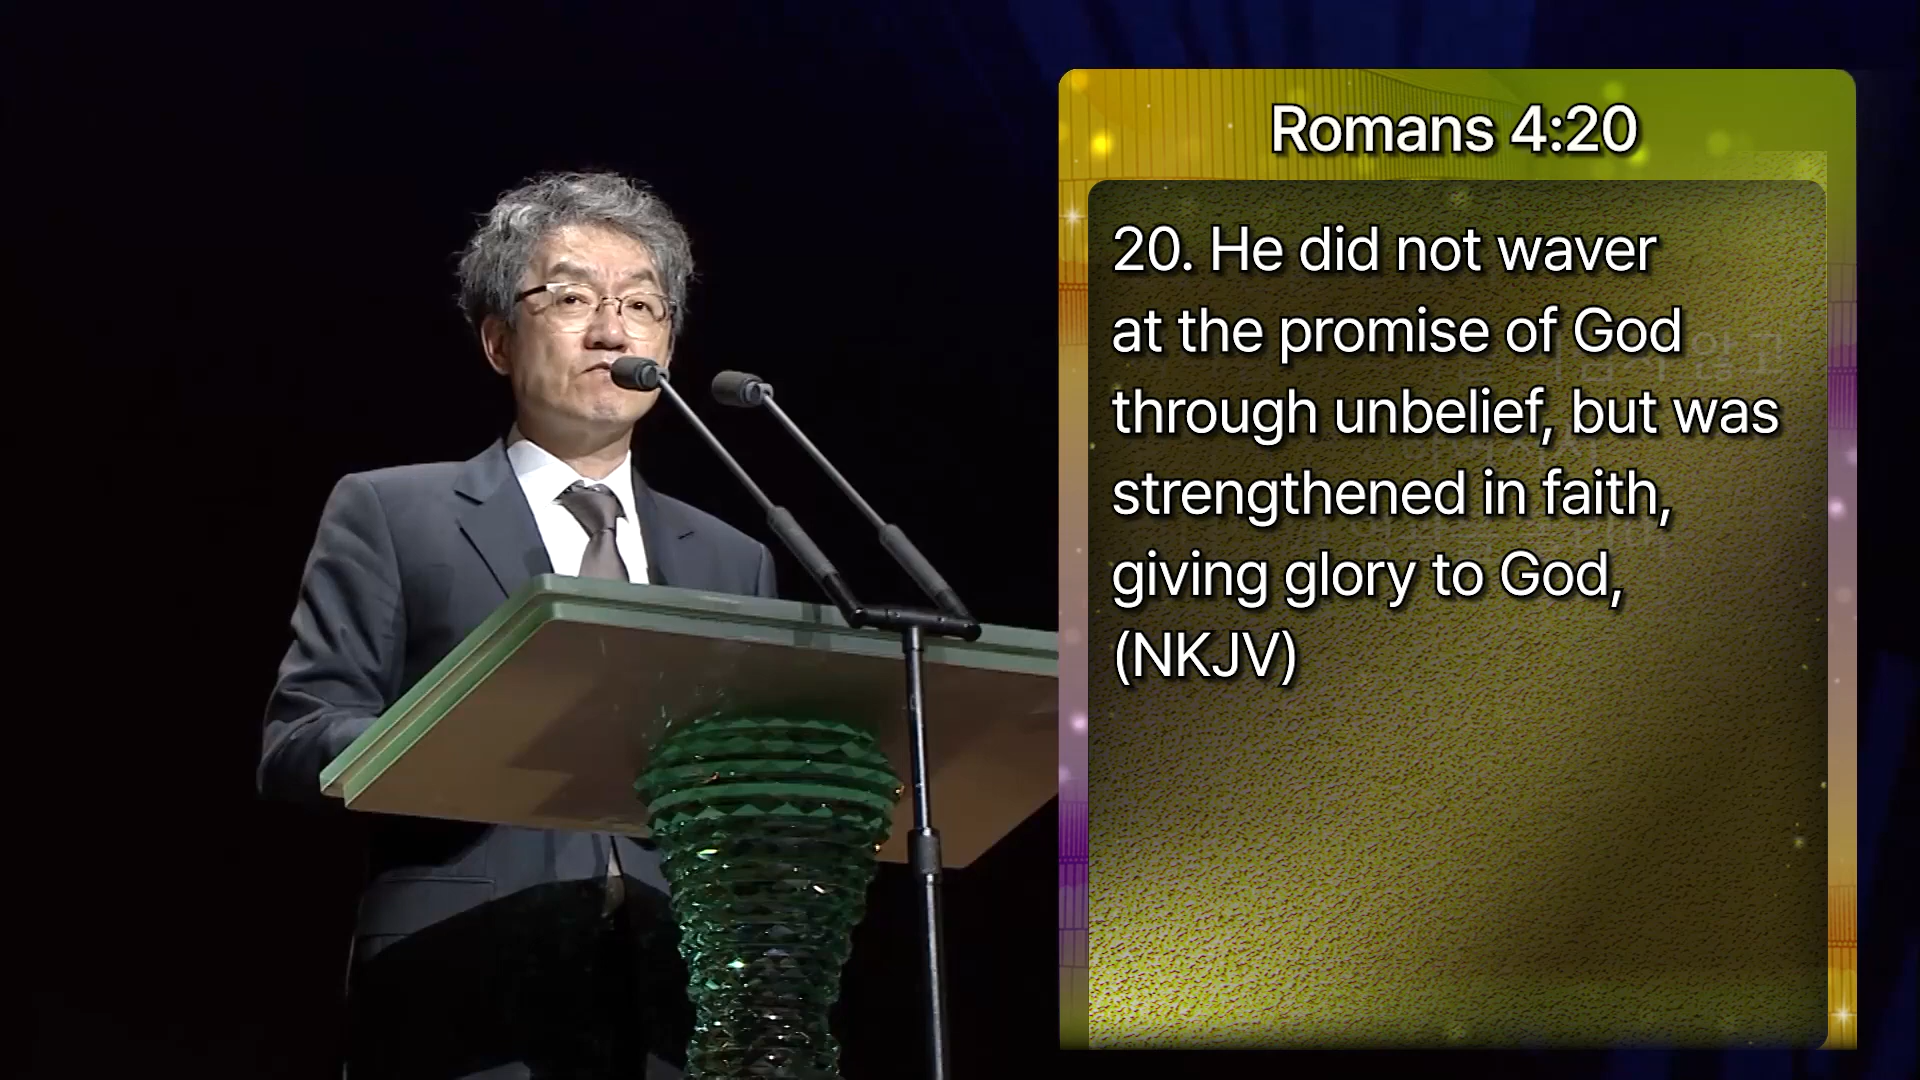 Romans 4:20
20. He did not waver
at the promise of God
through unbelief, but was
strengthened in faith,
giving glory to God,
(NKJV)